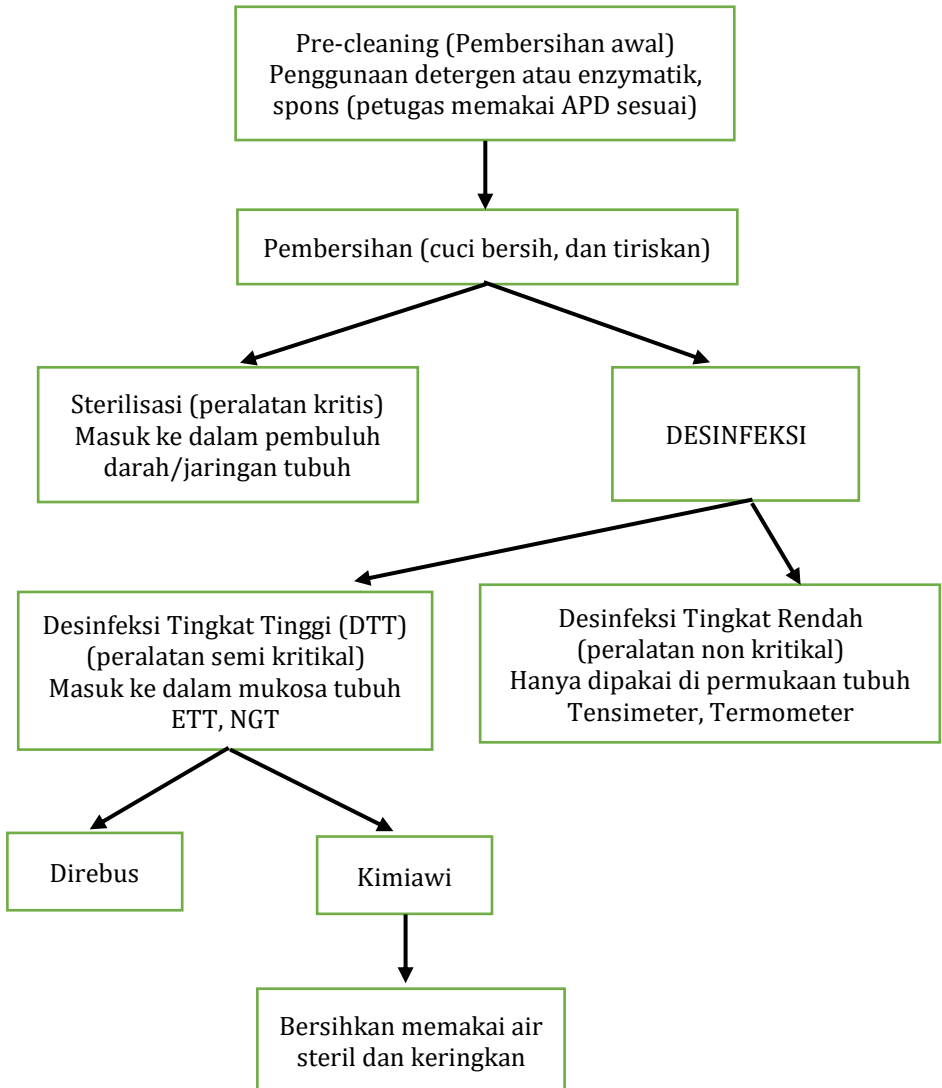 Pre-cleaning (Pembersihan awal)
Penggunaan detergen atau enzymatik,
spons (petugas memakai APD sesuai)
Pembersihan (cuci bersih, dan tiriskan)
Sterilisasi (peralatan kritis)
Masuk ke dalam pembuluh
darah/jaringan tubuh
DESINFEKSI
Desinfeksi Tingkat Tinggi (DTT)
(peralatan semi kritikal)
Masuk ke dalam mukosa tubuh
ETT, NGT
Desinfeksi Tingkat Rendah
(peralatan non kritikal)
Hanya dipakai di permukaan tubuh
Tensimeter, Termometer
Direbus
Kimiawi
Bersihkan memakai air
steril dan keringkan